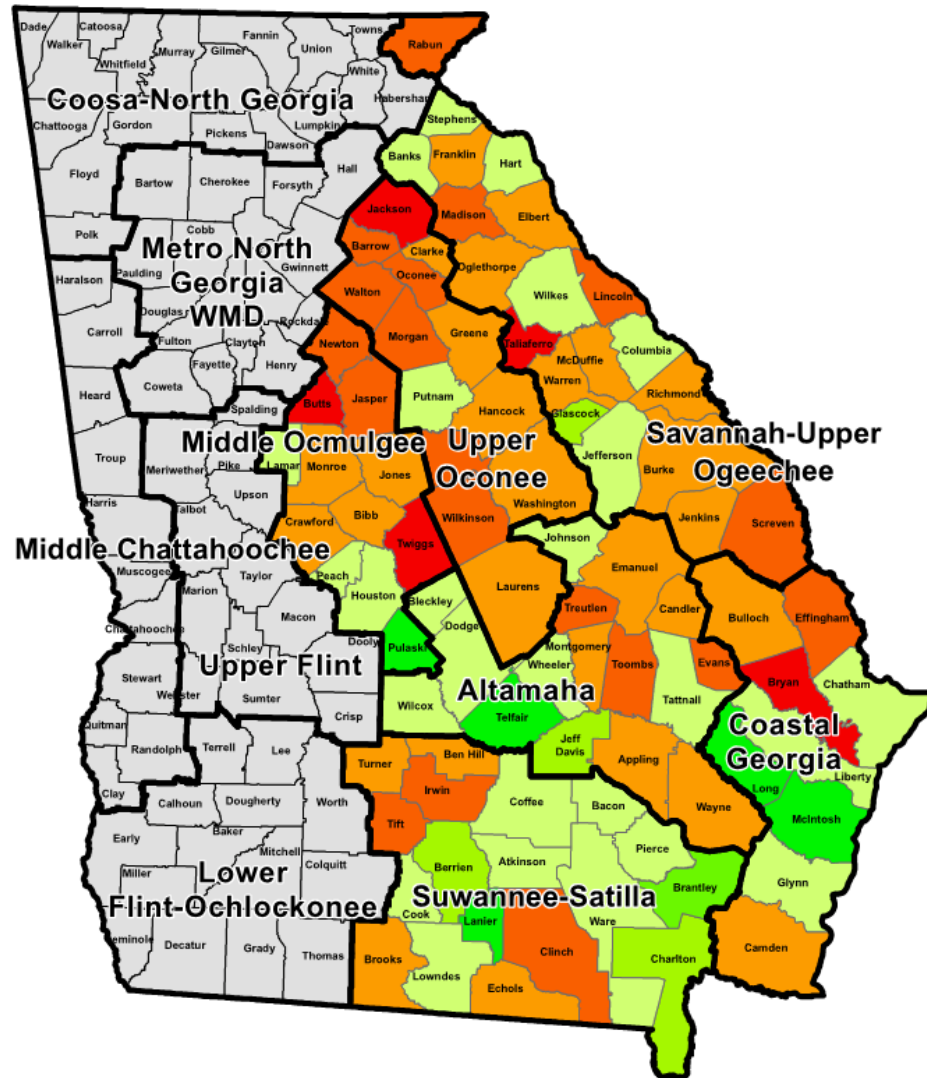 Dade
Catoosa
Fannin
Towns
Union
Rabun
Walker
Whitfield
Murray
Gilmer
White
Habersham
Coosa-North Georgia
Chattooga
Gordon
Pickens
Lumpkin
Dawson
Stephens
Banks
Franklin
Hart
Floyd
Bartow
Cherokee
Forsyth
Hall
Jackson
Madison
Elbert
Polk
Cobb
Metro North
Georgia
WMD
Gwinnett
Barrow
Clarke
Oconee
Oglethorpe
Haralson
Paulding
Douglas
Walton
Wilkes
Lincoln
Carroll
Fulton
Clayton
Rockdale
Newton
Morgan
Greene
Taliaferro
McDuffie
Columbia
Coweta
Fayette
Henry
Warren
Richmond
Heard
Spalding
Butts
Jasper
Putnam
Hancock
Glascock
Troup
Meriwether
Pike
Lamar
Middle Ocmulgee
Monroe
Jones
Upper
Oconee
Jefferson
Burke
Savannah-Upper
Ogeechee
Harris
Talbot
Upson
Crawford
Bibb
Wilkinson
Washington
Jenkins
Screven
Middle Chattahoochee
Twiggs
Johnson
Muscogee
Marion
Taylor
Peach
Houston
Bleckley
Laurens
Emanuel
Chattahoochee
Macon
Dooly
Pulaski
Dodge
Treutlen
Candler
Bulloch
Effingham
Schley
Upper Flint
Stewart
Webster
Sumter
Crisp
Wilcox
Wheeler
Montgomery
Toombs
Evans
Bryan
Chatham
Quitman
Randolph
Terrell
Lee
Altamaha
Telfair
Tattnall
Coastal
Georgia
Clay
Calhoun
Dougherty
Worth
Turner
Ben Hill
Jeff
Davis
Appling
Long
Liberty
McIntosh
Early
Baker
Mitchell
Colquitt
Tift
Irwin
Coffee
Bacon
Wayne
Miller
Lower
Flint-Ochlockonee
Berrien
Atkinson
Pierce
Glynn
Seminole
Decatur
Grady
Thomas
Cook
Lanier
Suwannee-Satilla
Ware
Brantley
Brooks
Lowndes
Echols
Clinch
Charlton
Camden